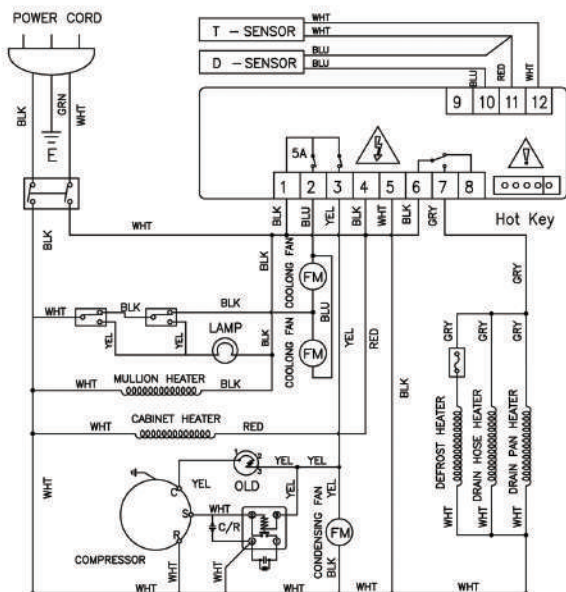 POWER CORD
T - SENSOR
WHT
WHT
D - SENSOR
BLU
BLU
BLU
RED
WHT
9 10 11 12
BLK
GRN
WHT
E
5A
1 2 3 4 5 6 7 8
Hot Key
BLK
WHT
BLK
BLU
YEL
BLK
WHT
BLK
GRY
BLK
COOLONG FAN
FM
BLU
COOLONG FAN
FM
GRY
WHT
BLK
BLK
YEL
YEL
LAMP
BLK
YEL
RED
BLK
GRY
GRY
GRY
MULLION HEATER
WHT
BLK
CABINET HEATER
WHT
RED
DEFROST HEATER
DRAIN HOSE HEATER
DRAIN PAN HEATER
WHT
WHT
WHT
WHT
1
2
3
OLD
YEL
YEL
YEL
YEL
YEL
C
S
R
WHT
C/R
COMPRESSOR
WHT
CONDENSING FAN
FM
BLK
WHT
WHT
WHT
WHT
WHT